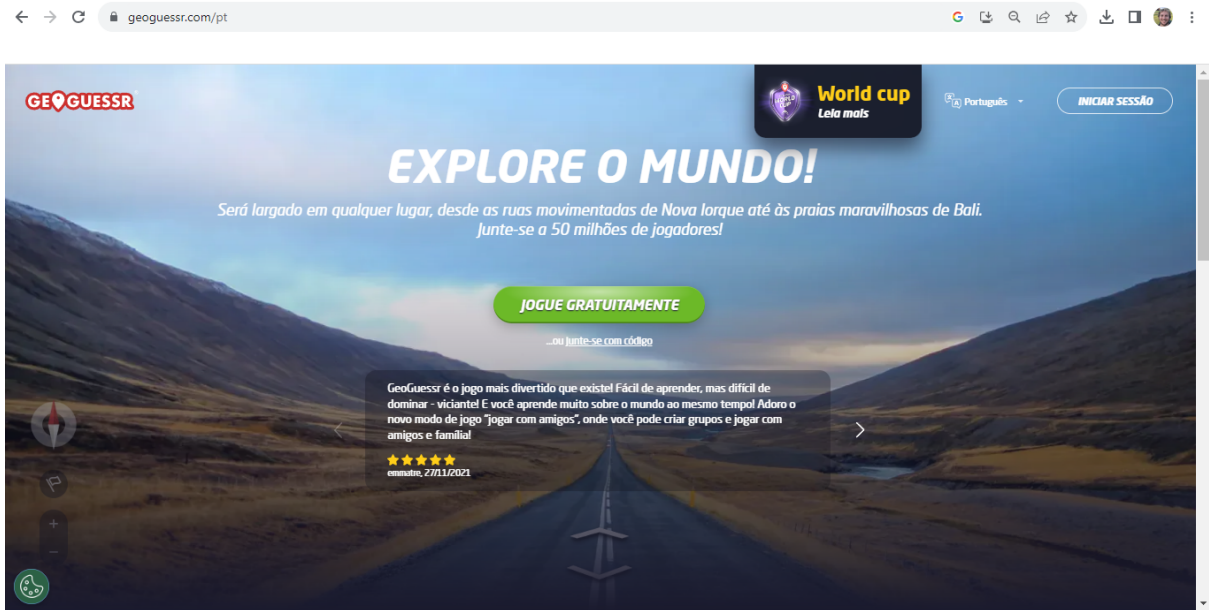 geoguessr.com/pt
GEOGUESSR
World cup
Leia mais
Português
INICIAR SESSÃO
EXPLORE O MUNDO!
Será largado em qualquer lugar, desde as ruas movimentadas de Nova Iorque até às praias maravilhosas de Bali.
Junte-se a 50 milhões de jogadores!
JOGUE GRATUITAMENTE
...ou junte-se com código
GeoGuessr é o jogo mais divertido que existe! Fácil de aprender, mas difícil de
dominar - viciante! E você aprende muito sobre o mundo ao mesmo tempo! Adoro o
novo modo de jogo "jogar com amigos", onde você pode criar grupos e jogar com
amigos e família!
emmatre, 27/11/2021